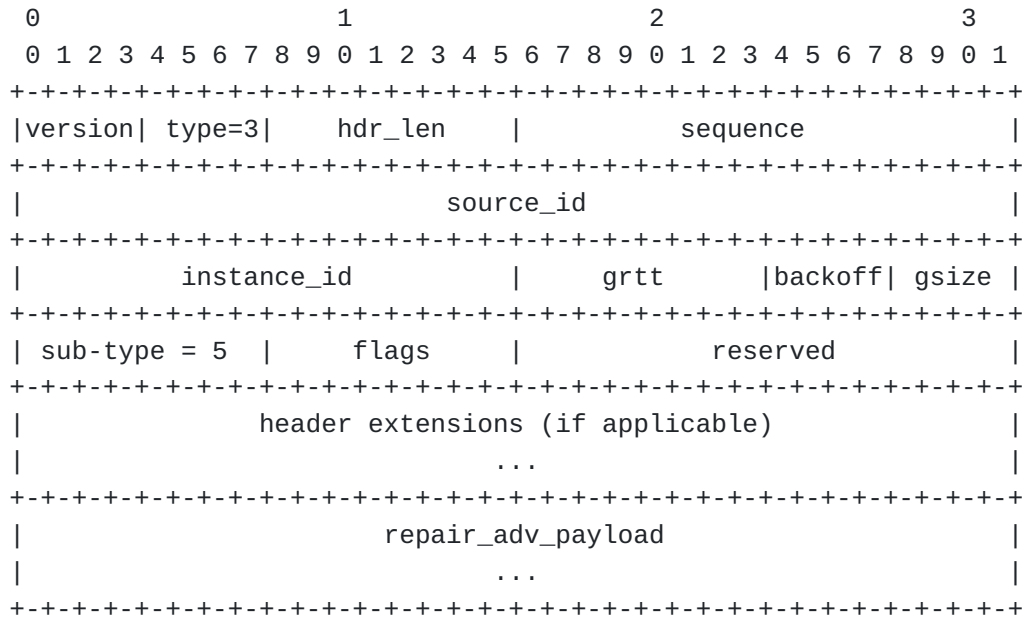 0                   1                   2                   3
 0 1 2 3 4 5 6 7 8 9 0 1 2 3 4 5 6 7 8 9 0 1 2 3 4 5 6 7 8 9 0 1
+-+-+-+-+-+-+-+-+-+-+-+-+-+-+-+-+-+-+-+-+-+-+-+-+-+-+-+-+-+-+-+-+
|version| type=3|    hdr_len    |          sequence             |
+-+-+-+-+-+-+-+-+-+-+-+-+-+-+-+-+-+-+-+-+-+-+-+-+-+-+-+-+-+-+-+-+
|                           source_id                           |
+-+-+-+-+-+-+-+-+-+-+-+-+-+-+-+-+-+-+-+-+-+-+-+-+-+-+-+-+-+-+-+-+
|          instance_id          |     grtt      |backoff| gsize |
+-+-+-+-+-+-+-+-+-+-+-+-+-+-+-+-+-+-+-+-+-+-+-+-+-+-+-+-+-+-+-+-+
| sub-type = 5  |     flags     |            reserved           |
+-+-+-+-+-+-+-+-+-+-+-+-+-+-+-+-+-+-+-+-+-+-+-+-+-+-+-+-+-+-+-+-+
|               header extensions (if applicable)               |
|                              ...                              |
+-+-+-+-+-+-+-+-+-+-+-+-+-+-+-+-+-+-+-+-+-+-+-+-+-+-+-+-+-+-+-+-+
|                       repair_adv_payload                      |
|                              ...                              |
+-+-+-+-+-+-+-+-+-+-+-+-+-+-+-+-+-+-+-+-+-+-+-+-+-+-+-+-+-+-+-+-+